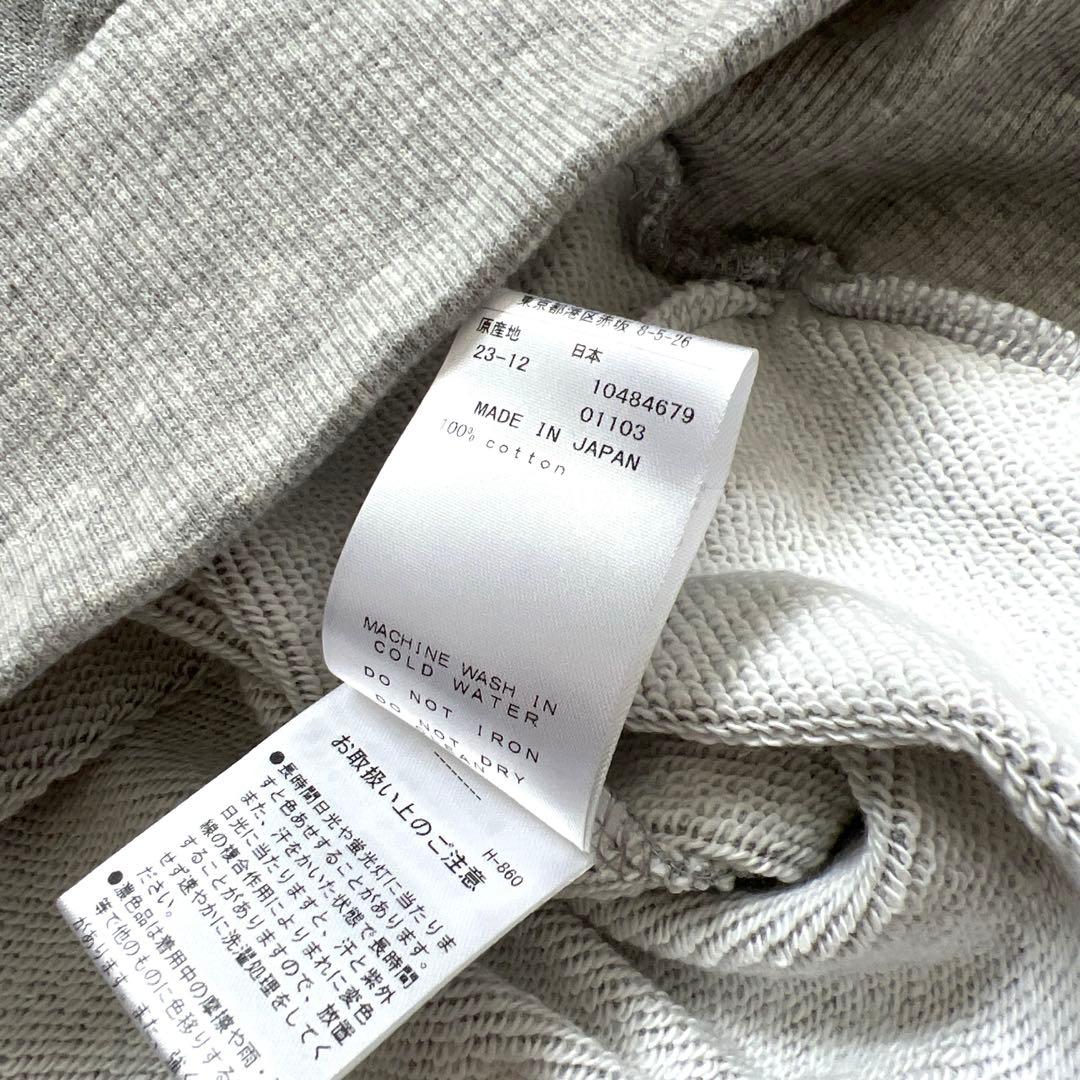 東京都港区赤坂 8-5-26
原産地 日本
23-12 10484679
01103
MADE IN JAPAN
100% cotton
MACHINE WASH IN
COLD WATER
DO NOT IRON
DO NOT DRY
CLEAN
--------
H-860
お取扱い上のご注意
●長時間日光や蛍光灯に当たりま
すと色あせすることがあります。
また、汗をかいた状態で長時間
日光に当たりますと、汗と紫外
線の複合作用によりまれに変色
することがありますので、放置
せず速やかに洗濯処理をしてく
ださい。
●濃色品は着用中の摩擦や雨・
等で他のものに色移りする
があります